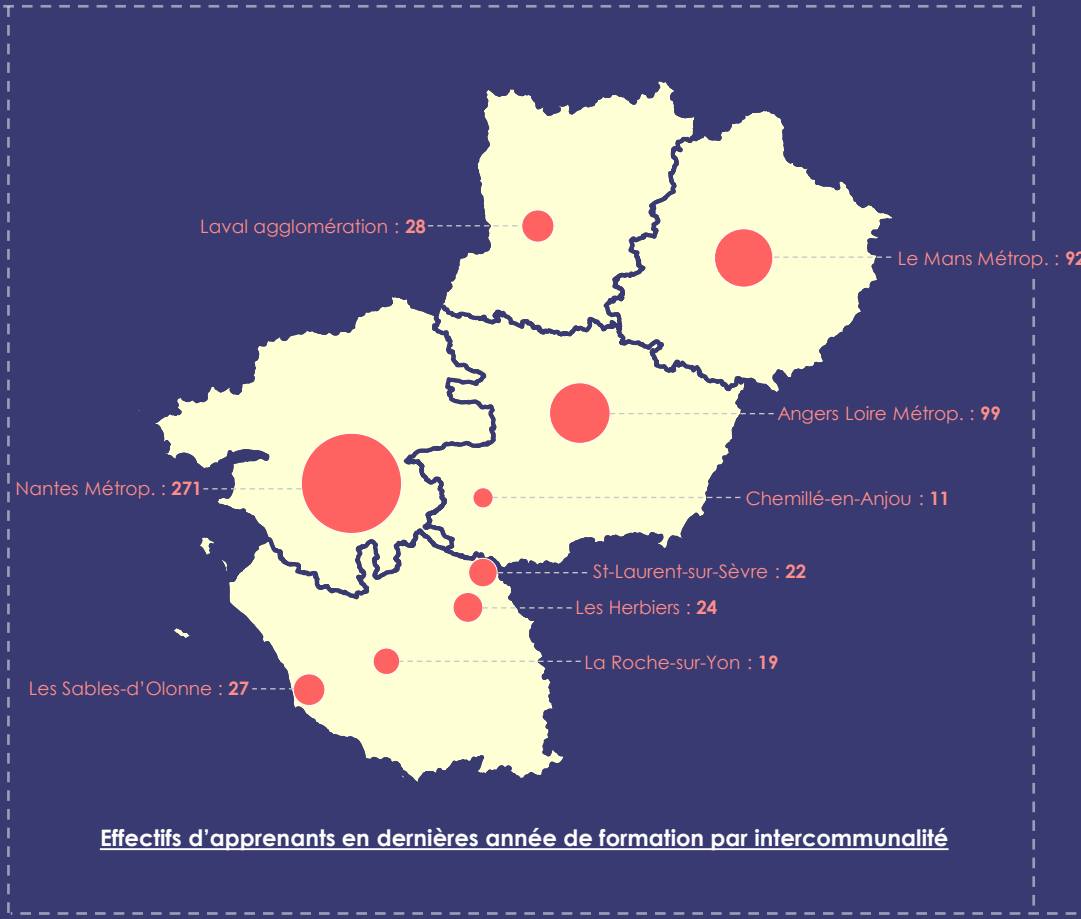 Laval agglomération : 28
Le Mans Métrop. : 92
Angers Loire Métrop. : 99
Nantes Métrop. : 271
Chemillé-en-Anjou : 11
St-Laurent-sur-Sèvre : 22
Les Herbiers : 24
La Roche-sur-Yon : 19
Les Sables-d’Olonne : 27
Effectifs d’apprenants en dernières année de formation par intercommunalité